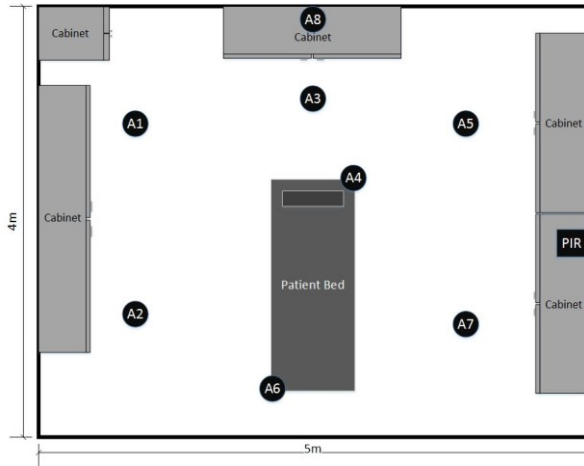 A8
Cabinet
Cabinet
A3
A1
A5
Cabinet
A4
4m
Cabinet
PIR
Patient Bed
Cabinet
A2
A7
A6
5m